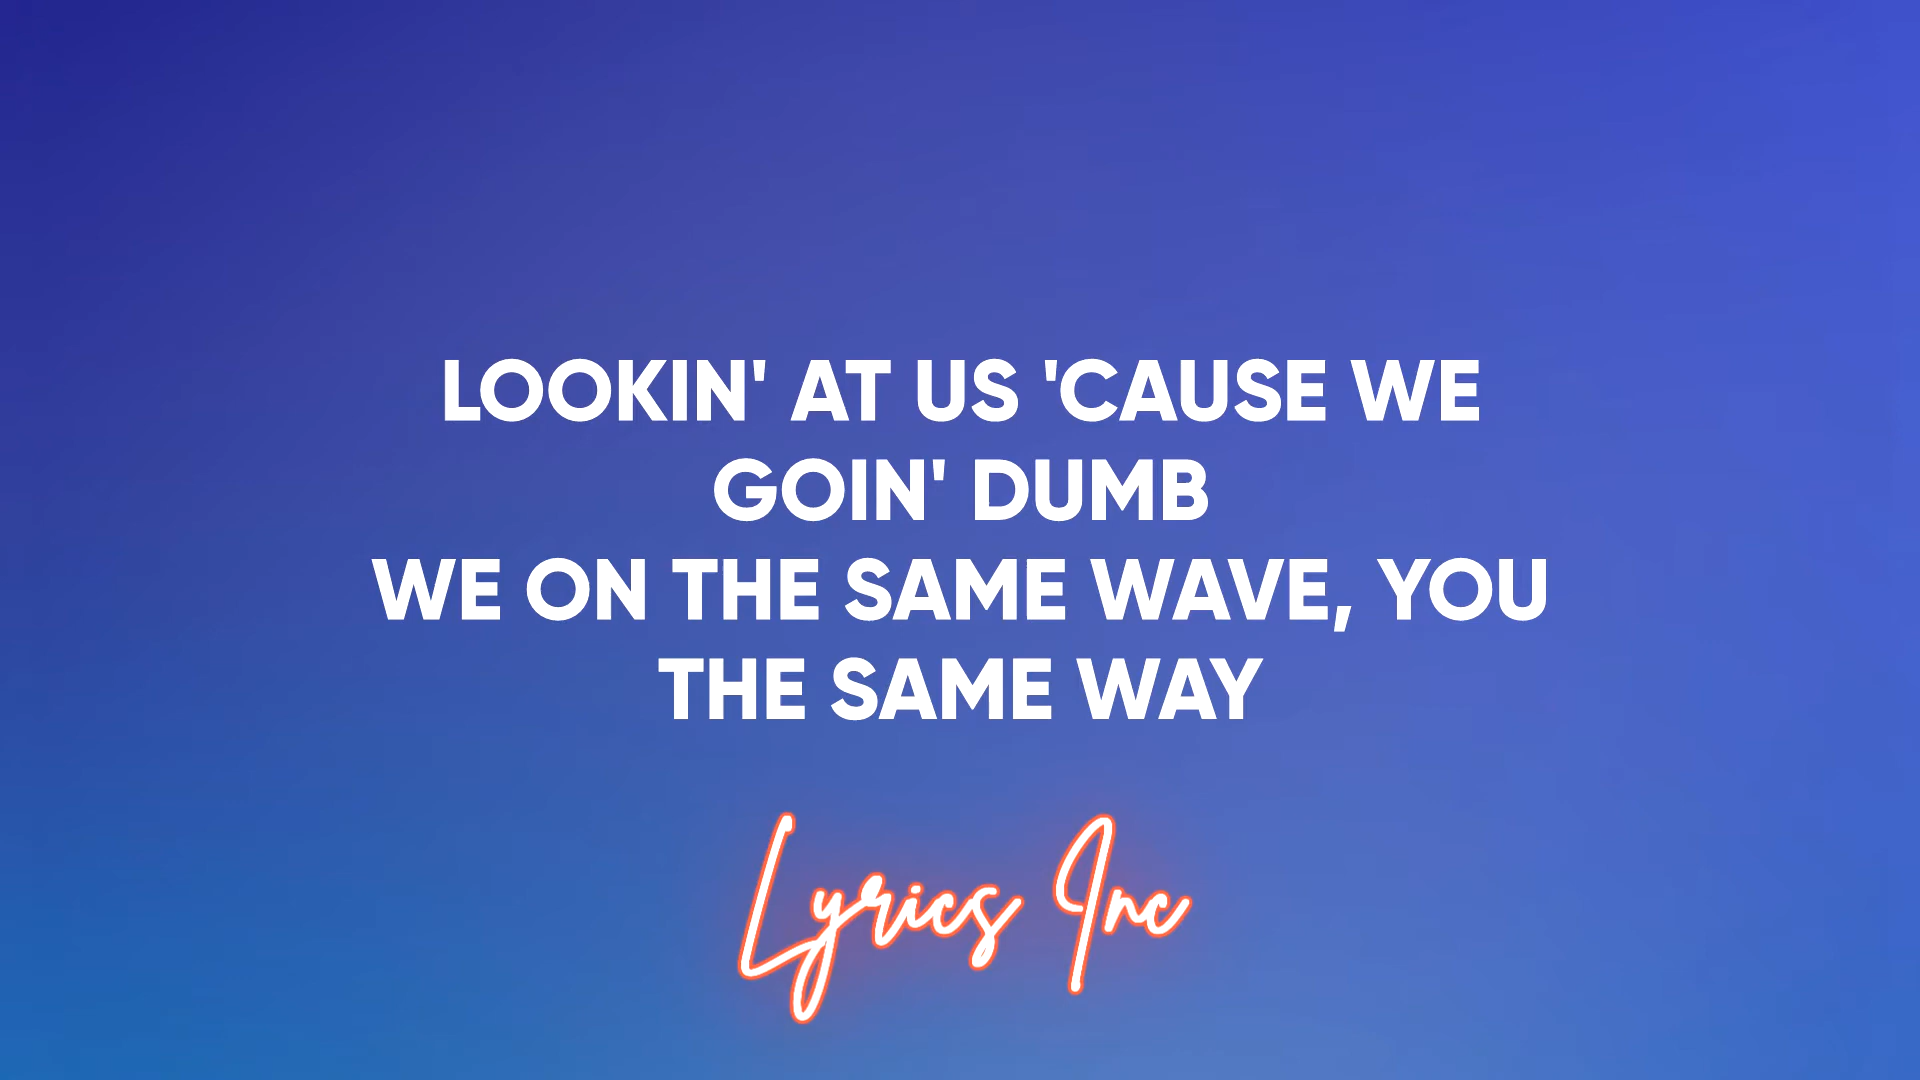 LOOKIN' AT US 'CAUSE WE
GOIN' DUMB
WE ON THE SAME WAVE, YOU
THE SAME WAY
Lyrics Inc